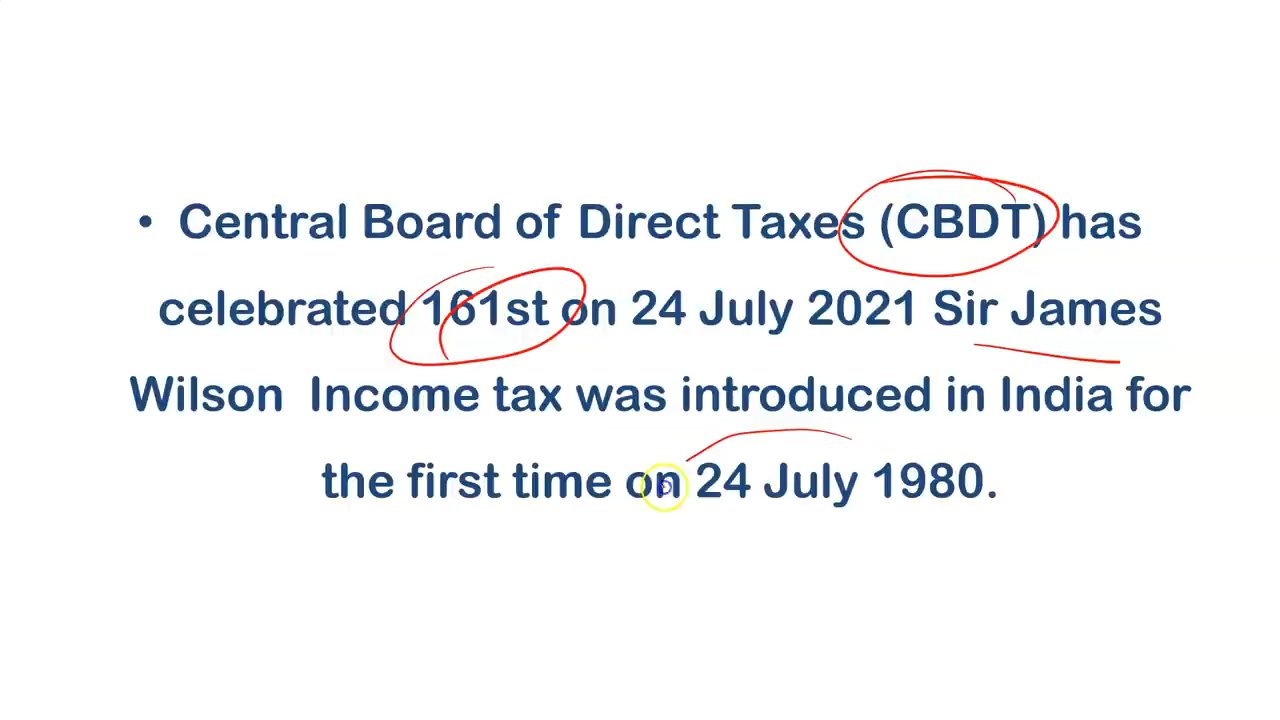 • Central Board of Direct Taxes (CBDT) has
celebrated 161st on 24 July 2021 Sir James
Wilson Income tax was introduced in India for
the first time on 24 July 1980.